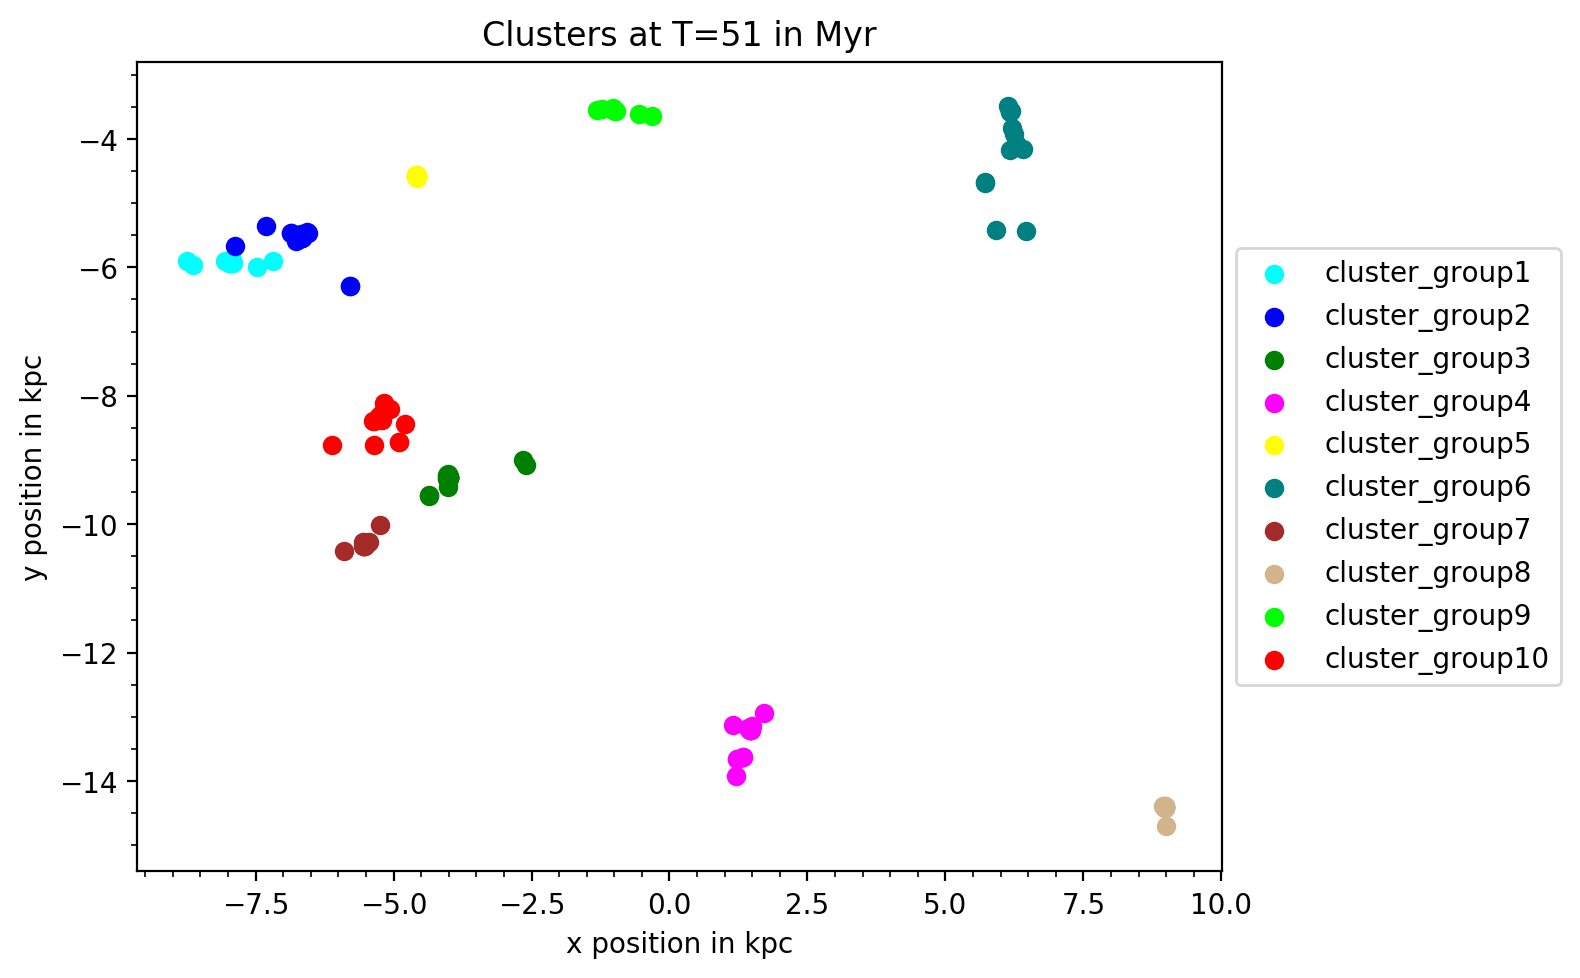 Clusters at T=51 in Myr
y position in kpc
−4
−6
−8
−10
−12
−14
−7.5 −5.0 −2.5 0.0 2.5 5.0 7.5 10.0
x position in kpc
cluster_group1
cluster_group2
cluster_group3
cluster_group4
cluster_group5
cluster_group6
cluster_group7
cluster_group8
cluster_group9
cluster_group10